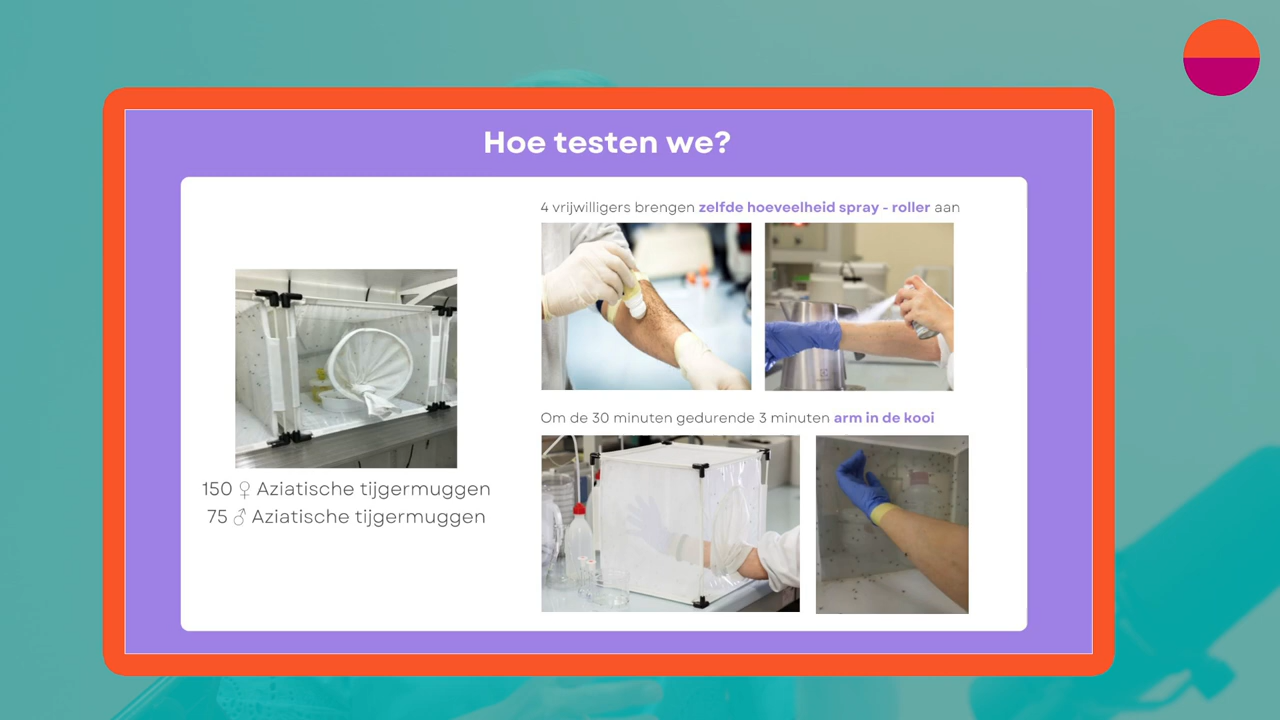 Hoe testen we?
4 vrijwilligers brengen zelfde hoeveelheid spray - roller aan
Om de 30 minuten gedurende 3 minuten arm in de kooi
150 ♀ Aziatische tijgermuggen
75 ♂ Aziatische tijgermuggen